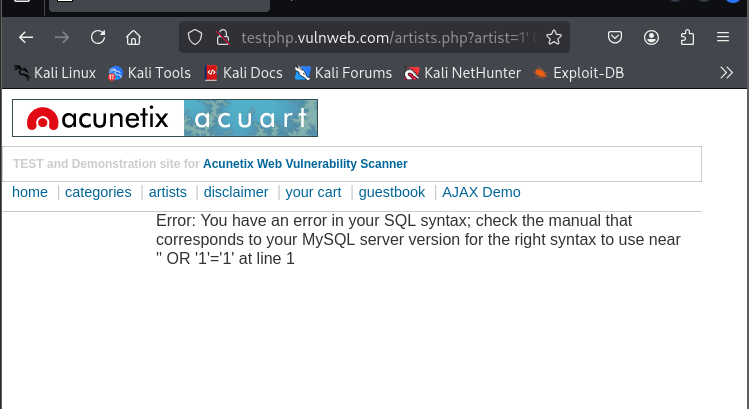 testphp.vulnweb.com/artists.php?artist=1'
Kali Linux Kali Tools Kali Docs Kali Forums Kali NetHunter Exploit-DB
acunetix acuart
TEST and Demonstration site for Acunetix Web Vulnerability Scanner
home | categories | artists | disclaimer | your cart | guestbook | AJAX Demo
Error: You have an error in your SQL syntax; check the manual that
corresponds to your MySQL server version for the right syntax to use near
'' OR '1'='1' at line 1